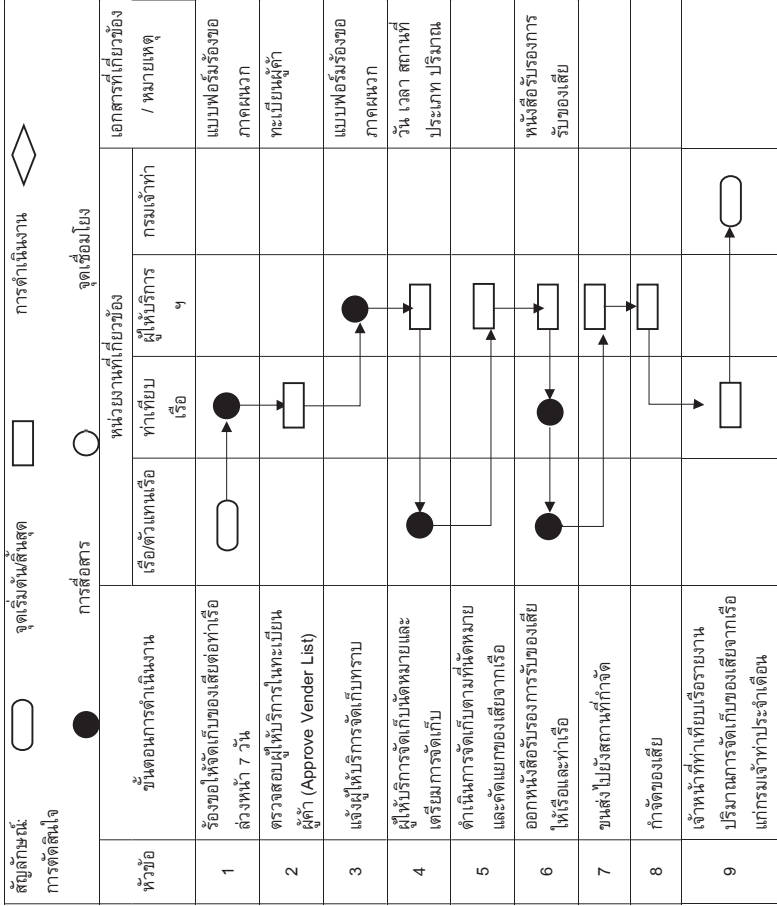 สัญลักษณ์: จุดเริ่มต้น/สิ้นสุด การดำเนินงาน
การตัดสินใจ
การสื่อสาร จุดเชื่อมโยง
หัวข้อ ขั้นตอนการดำเนินงาน หน่วยงานที่เกี่ยวข้อง เอกสารที่เกี่ยวข้อง
/ หมายเหตุ
เรือ/ตัวแทนเรือ ท่าเทียบ ผู้ให้บริการ กรมเจ้าท่า
เรือ ฯ
1 ร้องขอให้จัดเก็บของเสียต่อท่าเรือ แบบฟอร์มร้องขอ
ล่วงหน้า 7 วัน ภาคผนวก
2 ตรวจสอบผู้ให้บริการในทะเบียน ทะเบียนผู้ค้า
ผู้ค้า (Approve Vender List)
3 แจ้งผู้ให้บริการจัดเก็บทราบ แบบฟอร์มร้องขอ
ภาคผนวก
4 ผู้ให้บริการจัดเก็บนัดหมายและ วัน เวลา สถานที่
เตรียมการจัดเก็บ ประเภท ปริมาณ
5 ดำเนินการจัดเก็บตามที่นัดหมาย
และคัดแยกของเสียจากเรือ
6 ออกหนังสือรับรองการรับของเสีย หนังสือรับรองการ
ให้เรือและท่าเรือ รับของเสีย
7 ขนส่งไปยังสถานที่กำจัด
8 กำจัดของเสีย
9 เจ้าหน้าที่ท่าเทียบเรือรายงาน
ปริมาณการจัดเก็บของเสียจากเรือ
แก่กรมเจ้าท่าประจำเดือน